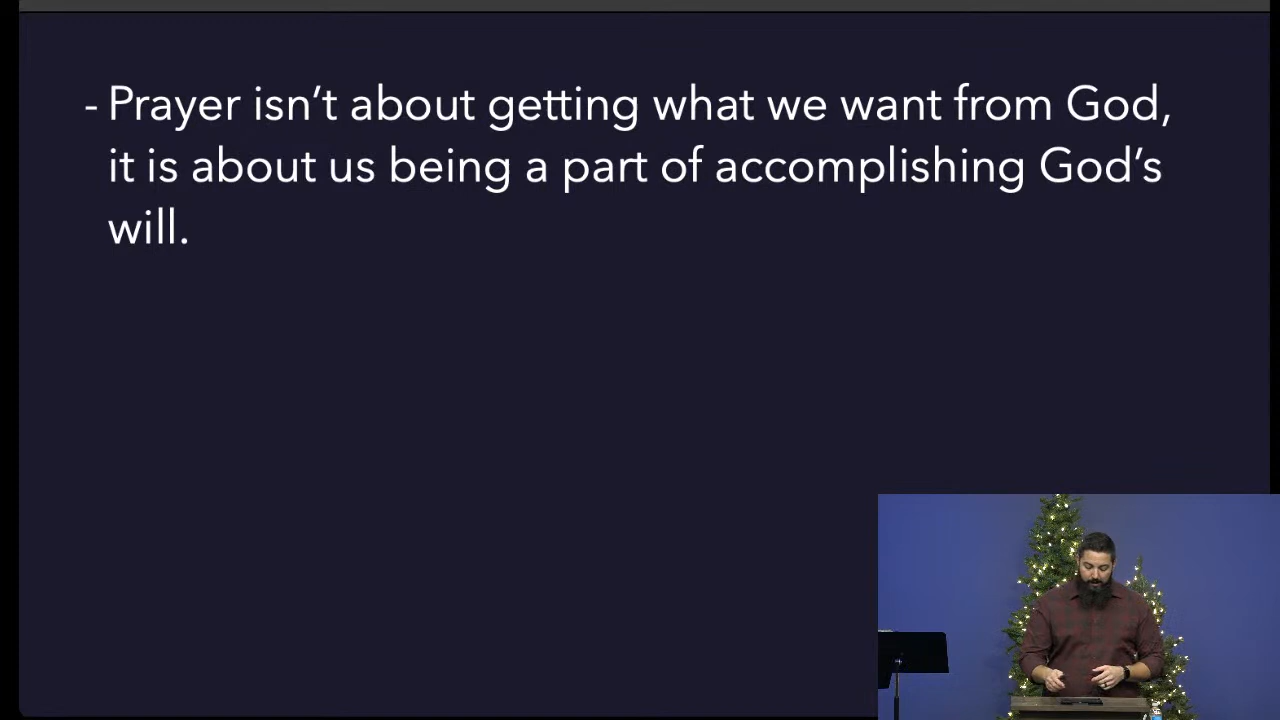 - Prayer isn’t about getting what we want from God,
it is about us being a part of accomplishing God’s
will.